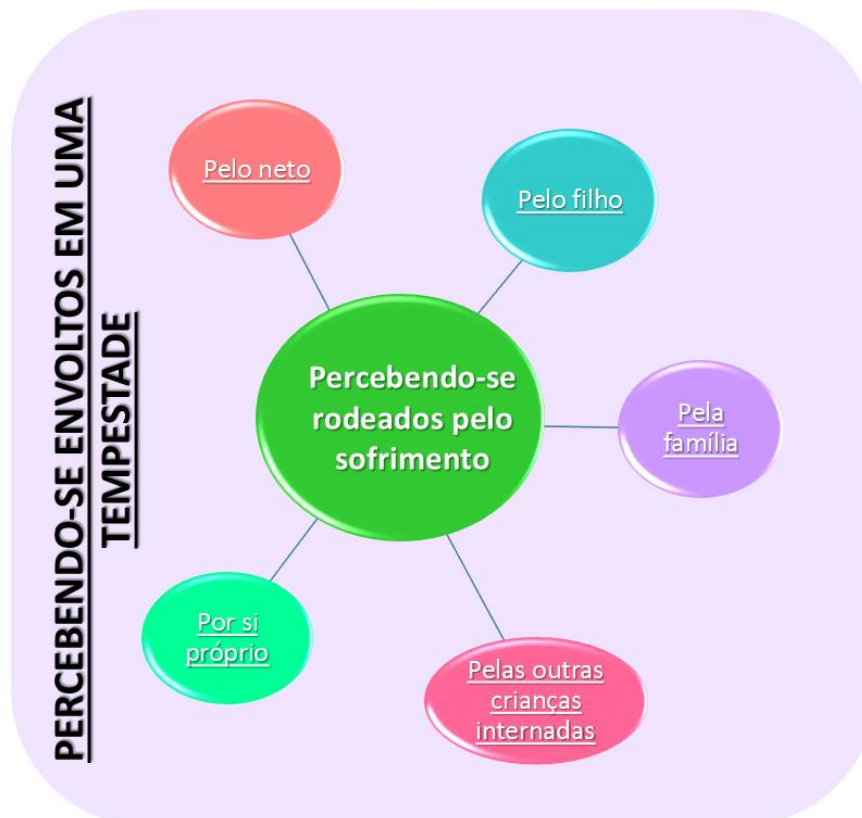 PERCEBENDO-SE ENVOLTOS EM UMA
TEMPESTADE
Pelo neto
Pelo filho
Percebendo-se
rodeados pelo
sofrimento
Pela
família
Por si
próprio
Pelas outras
crianças
internadas